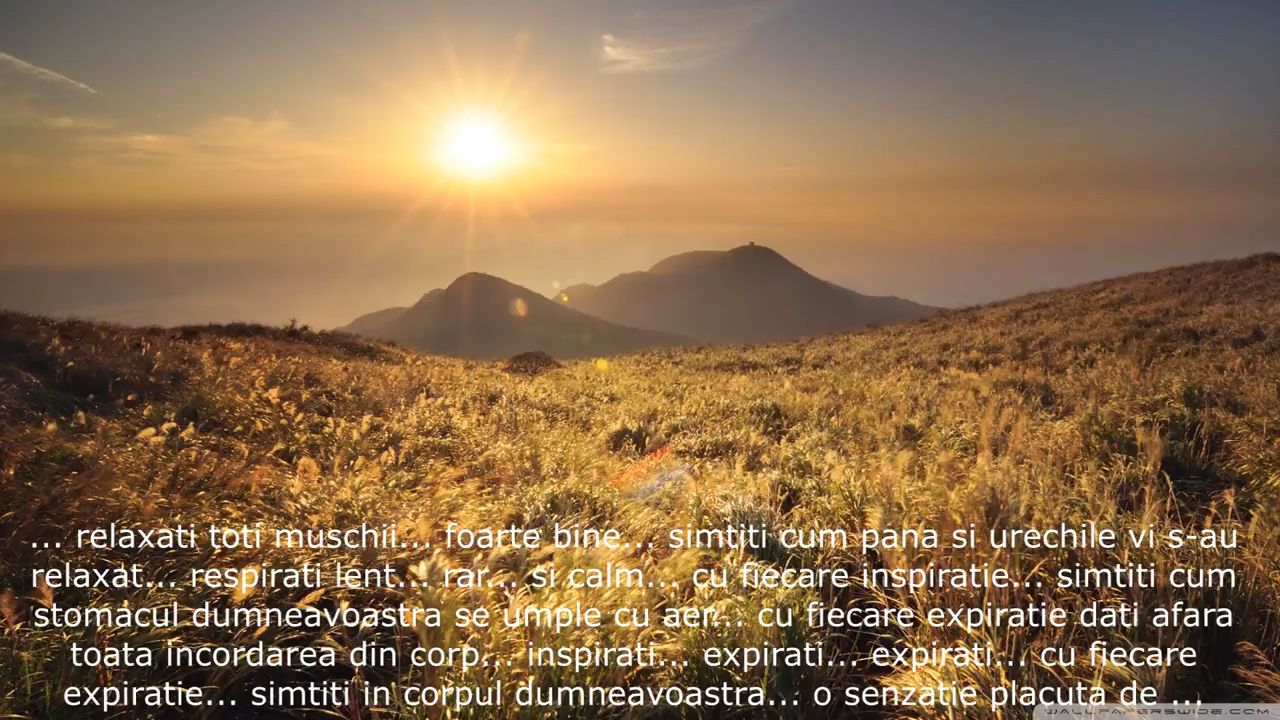 ... relaxati toti muschii... foarte bine... simtiti cum pana si urechile vi s-au
relaxat... respirati lent... rar... si calm... cu fiecare inspiratie... simtiti cum
stomacul dumneavoastra se umple cu aer... cu fiecare expiratie dati afara
toata incordarea din corp... inspirati... expirati... expirati... cu fiecare
expiratie... simtiti in corpul dumneavoastra... o senzatie placuta de ...
WALLPAPERSWIDE.COM